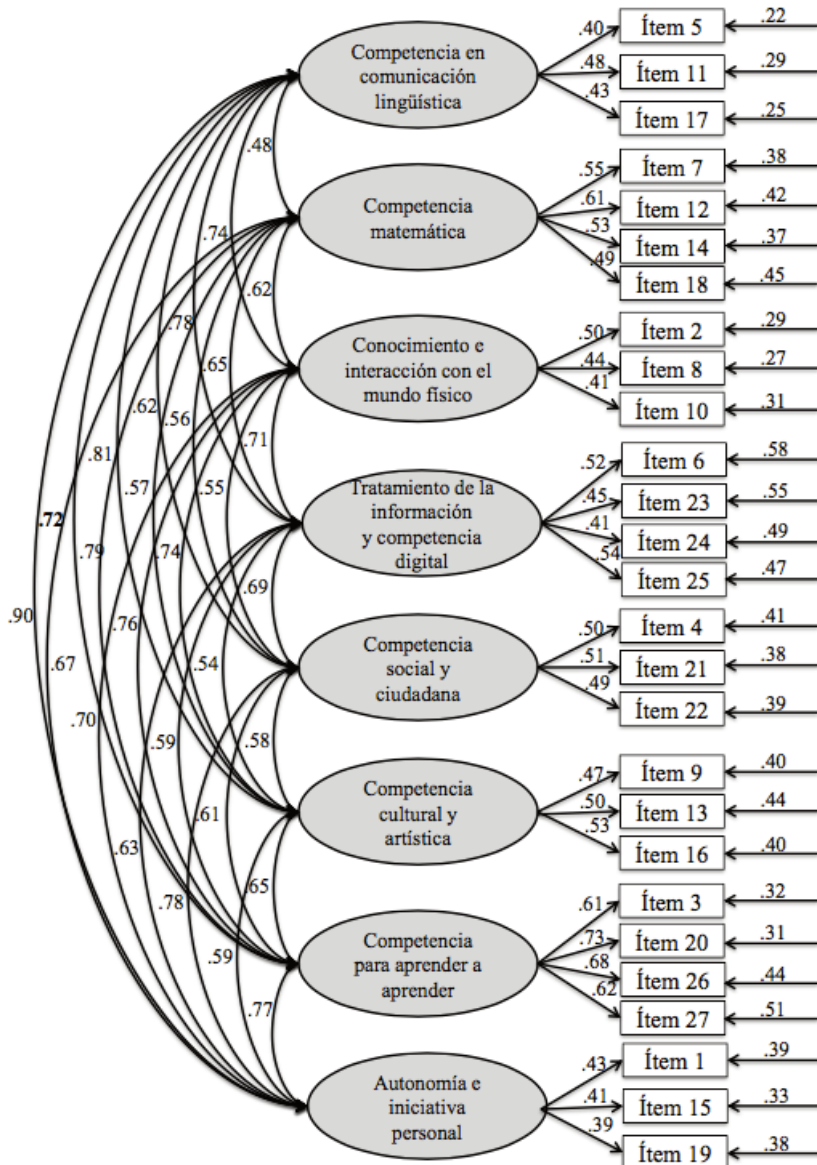 Competencia en
comunicación
lingüística
.40
.48
.43
Ítem 5
Ítem 11
Ítem 17
.22
.29
.25
.48
Competencia
matemática
.55
.61
.53
.49
Ítem 7
Ítem 12
Ítem 14
Ítem 18
.38
.42
.37
.45
.74
.62
Conocimiento e
interacción con el
mundo físico
.50
.44
.41
Ítem 2
Ítem 8
Ítem 10
.29
.27
.31
.78
.65
.71
Tratamiento de la
información
y competencia
digital
.52
.45
.41
.54
Ítem 6
Ítem 23
Ítem 24
Ítem 25
.58
.55
.49
.47
.62
.56
.81
.57
.55
.72
.79
.74
.69
Competencia
social y
ciudadana
.50
.51
.49
Ítem 4
Ítem 21
Ítem 22
.41
.38
.39
.90
.76
.67
.54
.70
.59
.58
Competencia
cultural y
artística
.47
.50
.53
Ítem 9
Ítem 13
Ítem 16
.40
.44
.40
.61
.63
.65
.78
Competencia
para aprender a
aprender
.61
.73
.68
.62
Ítem 3
Ítem 20
Ítem 26
Ítem 27
.32
.31
.44
.51
.59
.77
Autonomía e
iniciativa
personal
.43
.41
.39
Ítem 1
Ítem 15
Ítem 19
.39
.33
.38